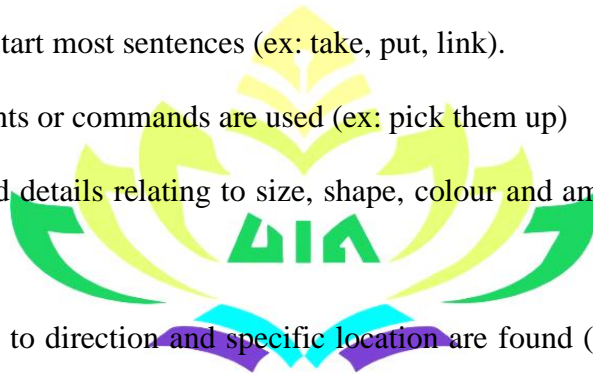 tart most sentences (ex: take, put, link).
nts or commands are used (ex: pick them up)
d details relating to size, shape, colour and am
UIA
to direction and specific location are found (